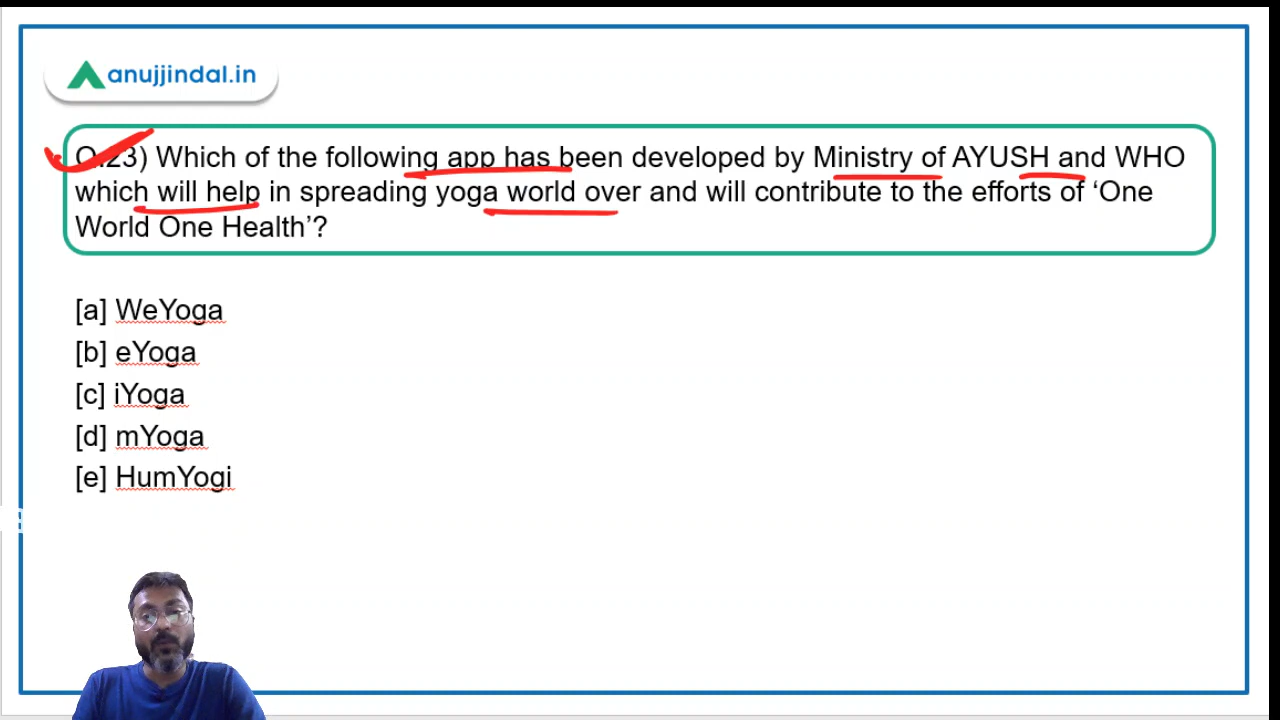 anujjindal.in
Q.23) Which of the following app has been developed by Ministry of AYUSH and WHO
which will help in spreading yoga world over and will contribute to the efforts of ‘One
World One Health’?
[a] WeYoga
[b] eYoga
[c] iYoga
[d] mYoga
[e] HumYogi